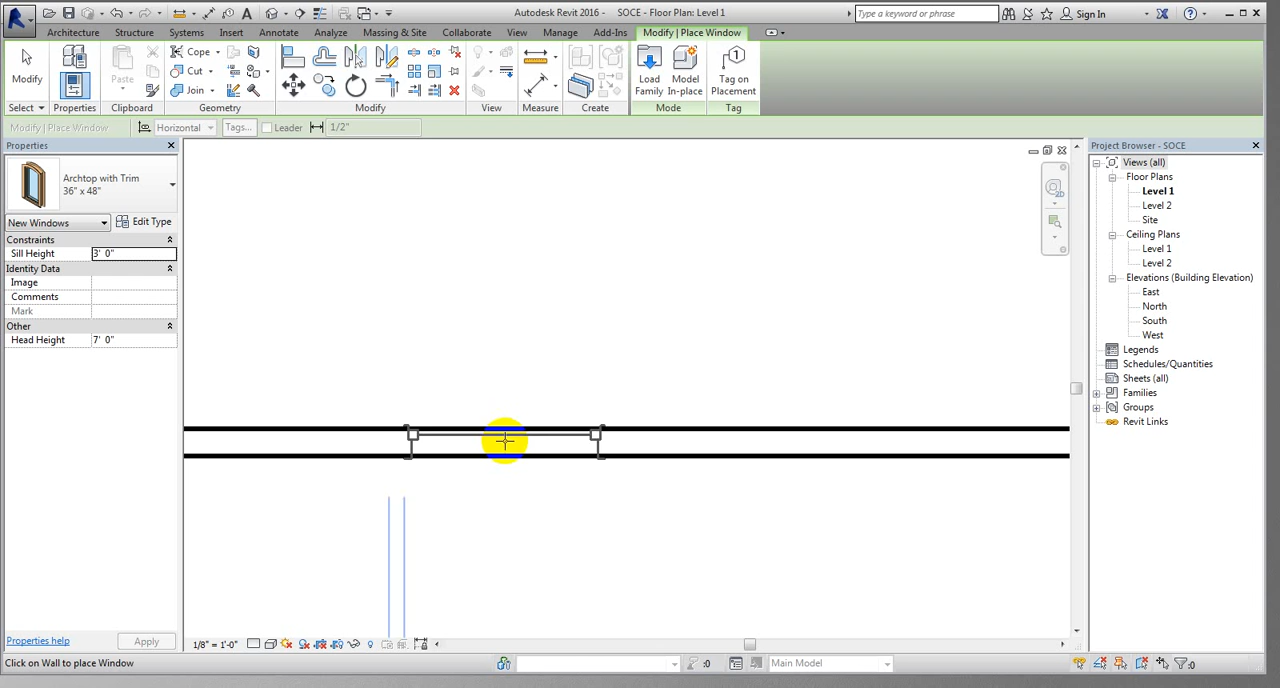 Autodesk Revit 2016 - SOCE - Floor Plan: Level 1
Type a keyword or phrase
Sign In
Architecture Structure Systems Insert Annotate Analyze Massing & Site Collaborate View Manage Add-Ins Modify | Place Window
Modify
Properties
Paste
Cope
Cut
Join
Load Family
Model In-place
Tag on Placement
Select Properties Clipboard Geometry Modify View Measure Create Mode Tag
Modify | Place Window Horizontal Tags... Leader 1/2"
Properties
Archtop with Trim
36" x 48"
New Windows Edit Type
Constraints
Sill Height 3' 0"
Identity Data
Image
Comments
Mark
Other
Head Height 7' 0"
Properties help Apply
2D
Project Browser - SOCE
Views (all)
Floor Plans
Level 1
Level 2
Site
Ceiling Plans
Level 1
Level 2
Elevations (Building Elevation)
East
North
South
West
Legends
Schedules/Quantities
Sheets (all)
Families
Groups
Revit Links
1/8" = 1'-0"
Click on Wall to place Window :0 Main Model :0